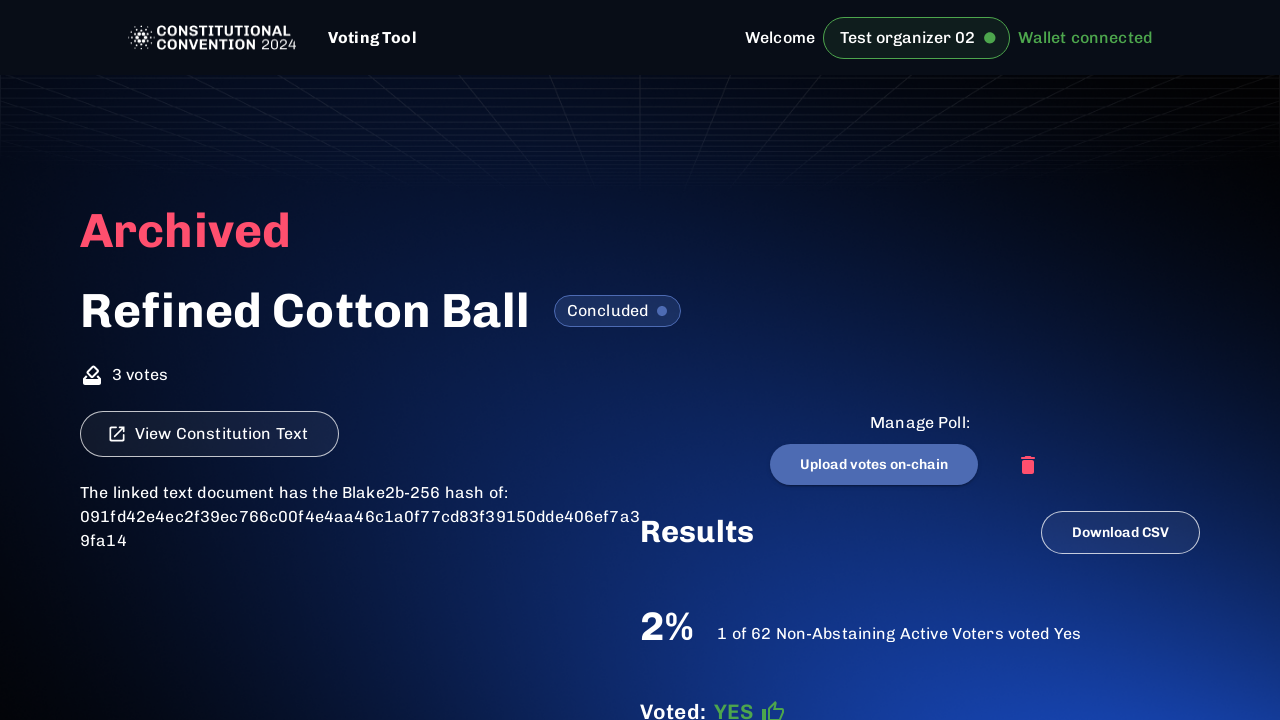 CONSTITUTIONAL
CONVENTION 2024
Voting Tool
Welcome
Test organizer 02
Wallet connected
Archived
Refined Cotton Ball
Concluded
3 votes
View Constitution Text
Manage Poll:
Upload votes on-chain
The linked text document has the Blake2b-256 hash of:
091fd42e4ec2f39ec766c00f4e4aa46c1a0f77cd83f39150dde406ef7a3
9fa14
Results
Download CSV
2%
1 of 62 Non-Abstaining Active Voters voted Yes
Voted: YES